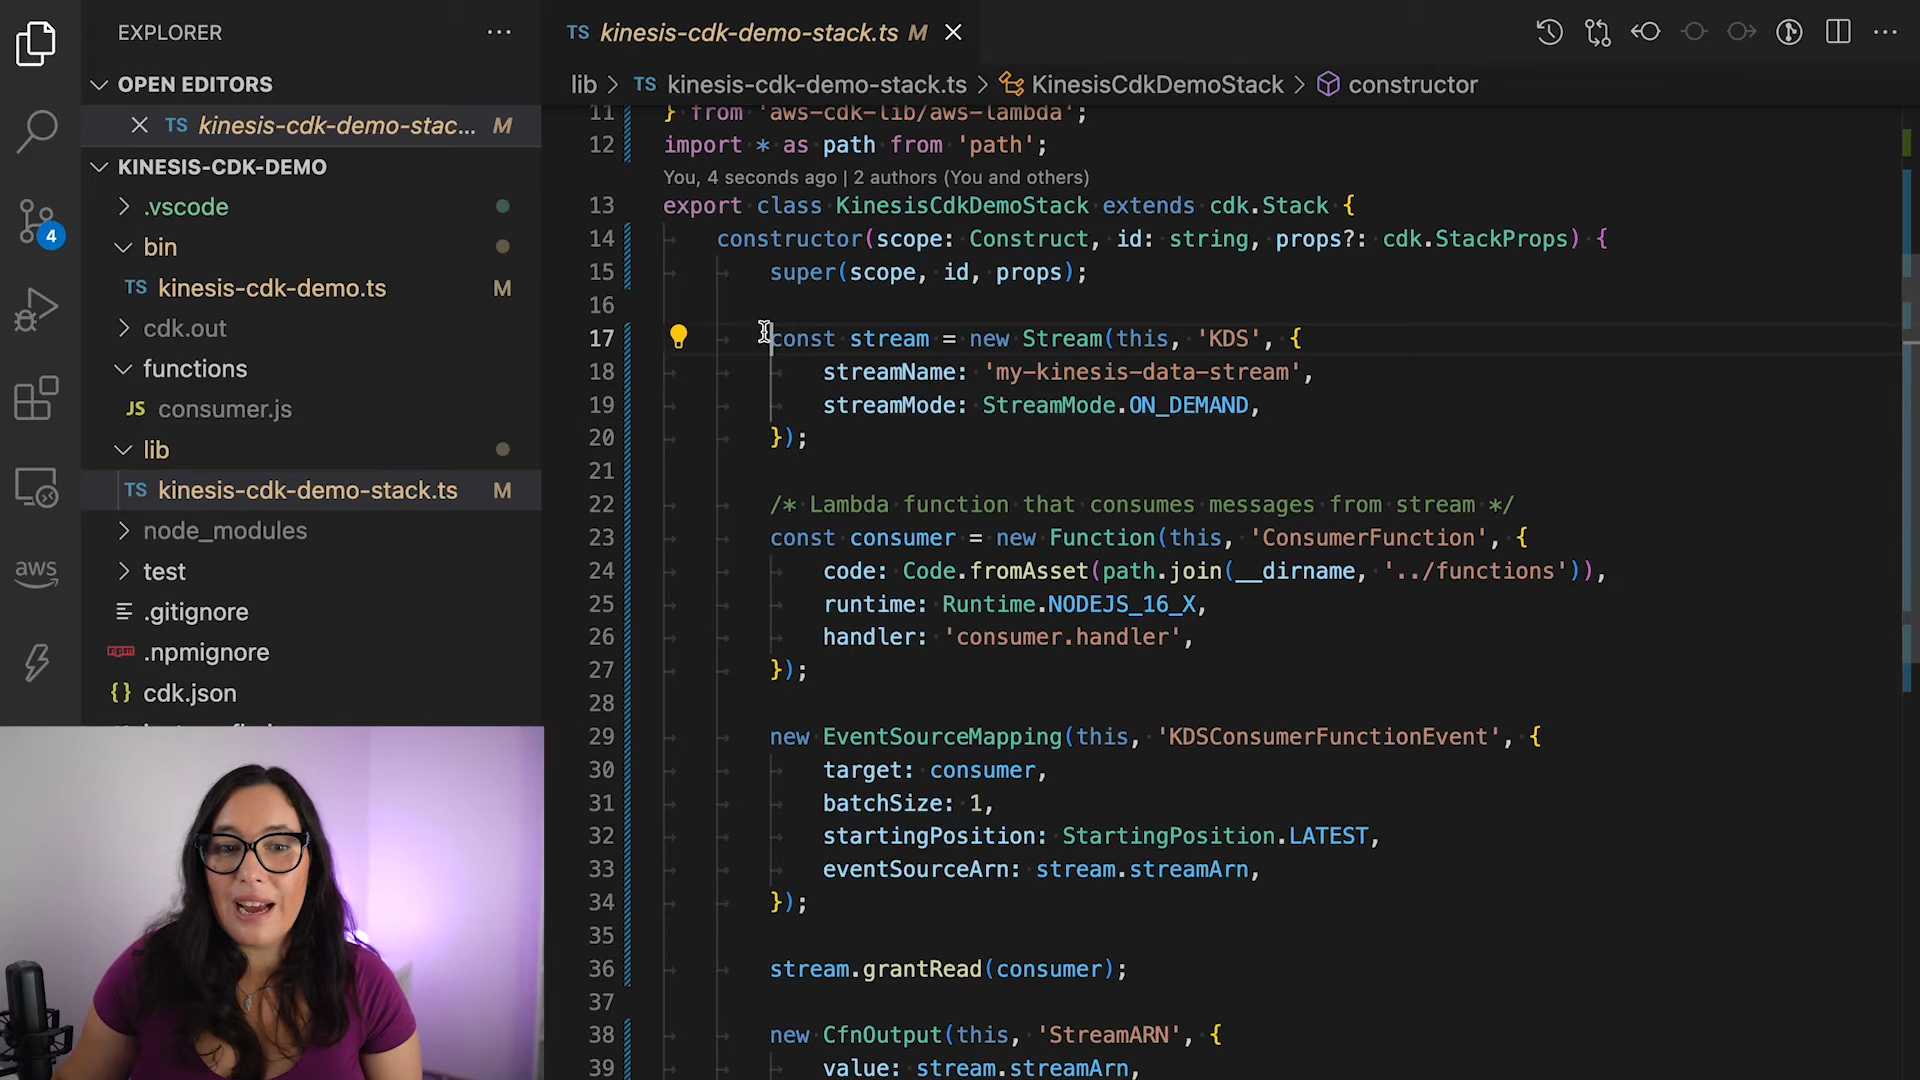 EXPLORER
OPEN EDITORS
TS kinesis-cdk-demo-stac... M
KINESIS-CDK-DEMO
.vscode
bin
TS kinesis-cdk-demo.ts M
cdk.out
functions
JS consumer.js
lib
TS kinesis-cdk-demo-stack.ts M
node_modules
test
.gitignore
npm .npmignore
{} cdk.json
4
aws
TS kinesis-cdk-demo-stack.ts M
lib > TS kinesis-cdk-demo-stack.ts > KinesisCdkDemoStack > constructor
11 } from 'aws-cdk-lib/aws-lambda';
12 import * as path from 'path';
You, 4 seconds ago | 2 authors (You and others)
13 export class KinesisCdkDemoStack extends cdk.Stack {
14 constructor(scope: Construct, id: string, props?: cdk.StackProps) {
15 super(scope, id, props);
16
17 const stream = new Stream(this, 'KDS', {
18 streamName: 'my-kinesis-data-stream',
19 streamMode: StreamMode.ON_DEMAND,
20 });
21
22 /* Lambda function that consumes messages from stream */
23 const consumer = new Function(this, 'ConsumerFunction', {
24 code: Code.fromAsset(path.join(__dirname, '../functions')),
25 runtime: Runtime.NODEJS_16_X,
26 handler: 'consumer.handler',
27 });
28
29 new EventSourceMapping(this, 'KDSConsumerFunctionEvent', {
30 target: consumer,
31 batchSize: 1,
32 startingPosition: StartingPosition.LATEST,
33 eventSourceArn: stream.streamArn,
34 });
35
36 stream.grantRead(consumer);
37
38 new CfnOutput(this, 'StreamARN', {
39 value: stream.streamArn,